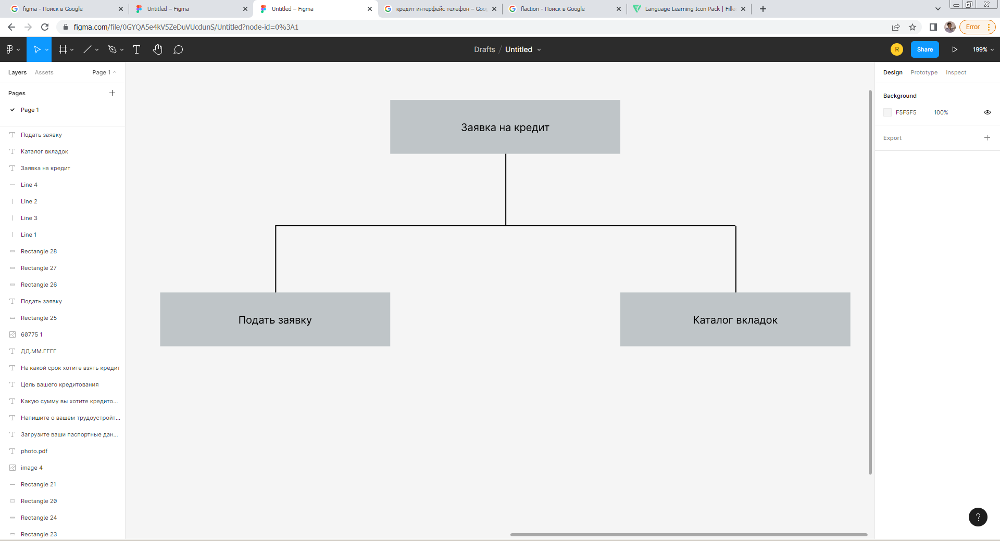 figma - Поиск в Google
Untitled – Figma
Untitled – Figma
кредит интерфейс телефон – Goo
flaction - Поиск в Google
Language Learning Icon Pack | Fille
figma.com/file/0GYQA5e4kV5ZeDuVUcdunS/Untitled?node-id=0%3A1
Error
Drafts / Untitled
R
Share
199%
Layers
Assets
Page 1
Design
Prototype
Inspect
Pages
Page 1
Background
F5F5F5
100%
Export
Подать заявку
Каталог вкладок
Заявка на кредит
Line 4
Line 2
Line 3
Line 1
Rectangle 28
Rectangle 27
Rectangle 26
Подать заявку
Rectangle 25
60775 1
ДД.ММ.ГГГГ
На какой срок хотите взять кредит
Цель вашего кредитования
Какую сумму вы хотите кредито...
Напишите о вашем трудоустройт...
Загрузите ваши паспортные дан...
photo.pdf
image 4
Rectangle 21
Rectangle 20
Rectangle 24
Rectangle 23
Заявка на кредит
Подать заявку
Каталог вкладок
?